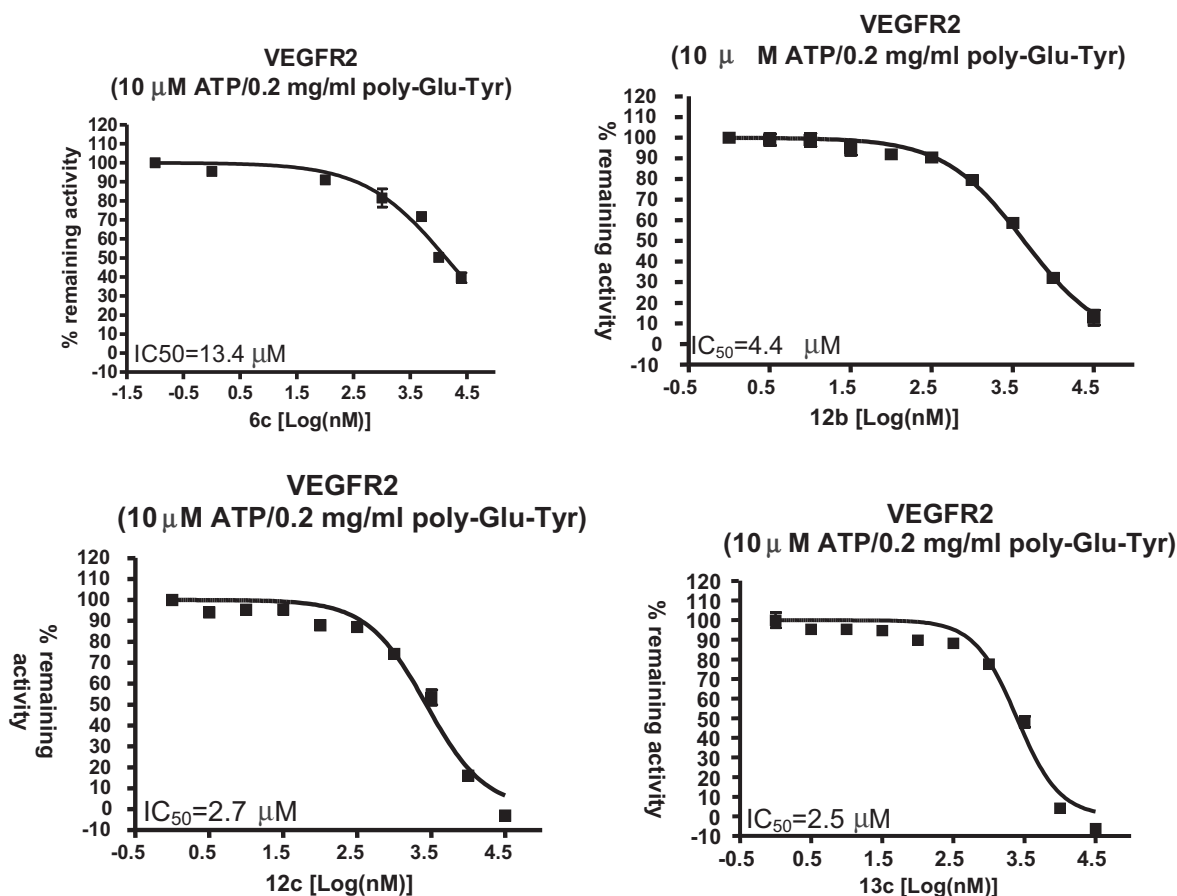 VEGFR2
(10 μM ATP/0.2 mg/ml poly-Glu-Tyr)
% remaining activity
120
110
100
90
80
70
60
50
40
30
20
10
0
-10
IC50=13.4 μM
-1.5 -0.5 0.5 1.5 2.5 3.5 4.5
6c [Log(nM)]
VEGFR2
(10 μ M ATP/0.2 mg/ml poly-Glu-Tyr)
% remaining activity
120
110
100
90
80
70
60
50
40
30
20
10
0
-10
IC50=4.4 μM
-0.5 0.5 1.5 2.5 3.5 4.5
12b [Log(nM)]
VEGFR2
(10 μM ATP/0.2 mg/ml poly-Glu-Tyr)
% remaining
activity
120
110
100
90
80
70
60
50
40
30
20
10
0
-10
IC50=2.7 μM
-0.5 0.5 1.5 2.5 3.5 4.5
12c [Log(nM)]
VEGFR2
(10 μ M ATP/0.2 mg/ml poly-Glu-Tyr)
% remaining activity
120
110
100
90
80
70
60
50
40
30
20
10
0
-10
IC50=2.5 μM
-0.5 0.5 1.5 2.5 3.5 4.5
13c [Log(nM)]